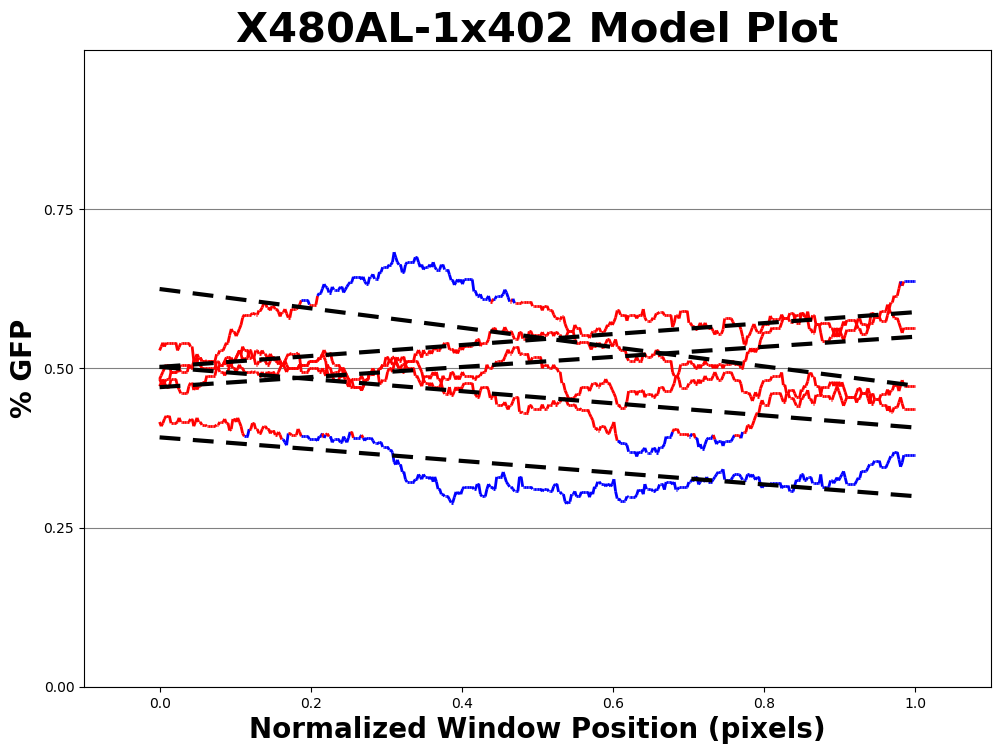 X480AL-1x402 Model Plot
% GFP
0.75
0.50
0.25
0.00
0.0 0.2 0.4 0.6 0.8 1.0
Normalized Window Position (pixels)